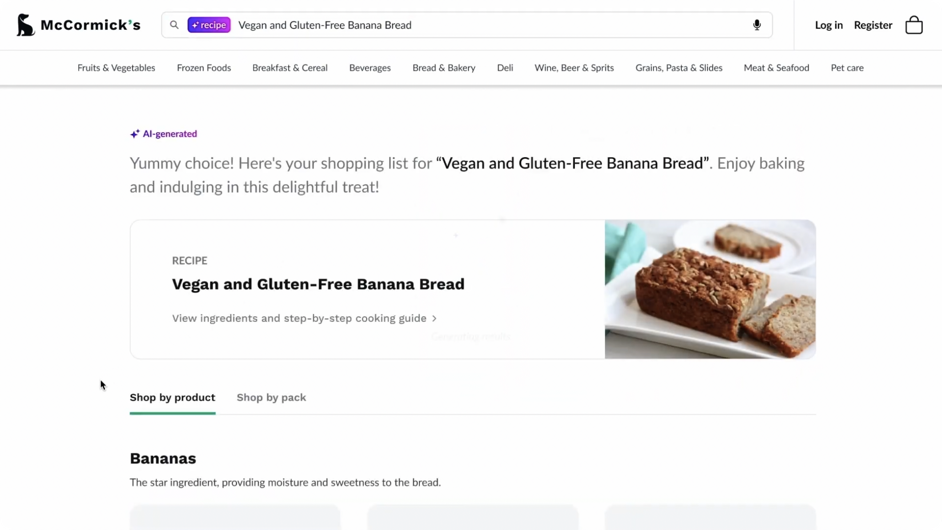 McCormick's
recipe Vegan and Gluten-Free Banana Bread
Log in Register
Fruits & Vegetables Frozen Foods Breakfast & Cereal Beverages Bread & Bakery Deli Wine, Beer & Sprits Grains, Pasta & Slides Meat & Seafood Pet care
AI-generated
Yummy choice! Here's your shopping list for “Vegan and Gluten-Free Banana Bread”. Enjoy baking
and indulging in this delightful treat!
RECIPE
Vegan and Gluten-Free Banana Bread
View ingredients and step-by-step cooking guide >
Shop by product Shop by pack
Bananas
The star ingredient, providing moisture and sweetness to the bread.